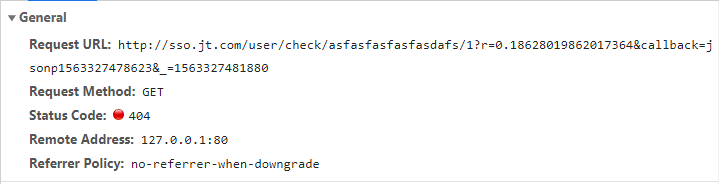 General
Request URL: http://sso.jt.com/user/check/asfasfasfasfasdafs/1?r=0.18628019862017364&callback=j
sonp1563327478623&_=1563327481880
Request Method: GET
Status Code: 404
Remote Address: 127.0.0.1:80
Referrer Policy: no-referrer-when-downgrade